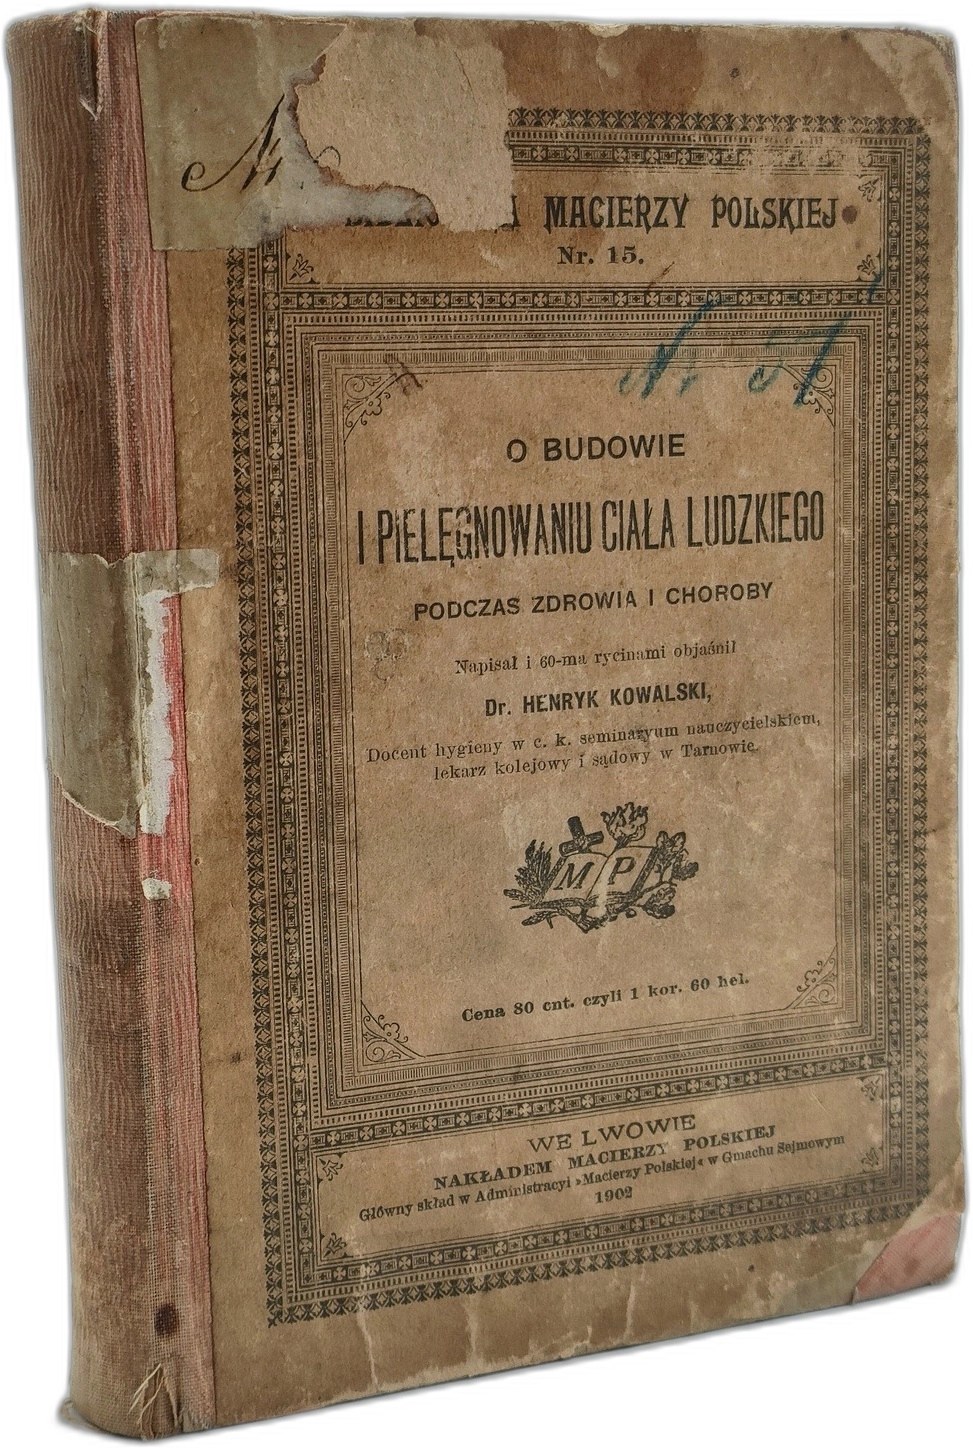 MACIERZY POLSKIEJ
Nr. 15.
Nr 51
O BUDOWIE
I PIELĘGNOWANIU CIAŁA LUDZKIEGO
PODCZAS ZDROWIA I CHOROBY
Napisał i 60-ma rycinami objaśnił
Dr. HENRYK KOWALSKI,
Docent hygieny w c. k. seminaryum nauczycielskiem,
lekarz kolejowy i sądowy w Tarnowie.
M P
Cena 80 cnt. czyli 1 kor. 60 hel.
WE LWOWIE
NAKŁADEM MACIERZY POLSKIEJ
Główny skład w Administracyi »Macierzy Polskiej« w Gmachu Sejmowym
1902